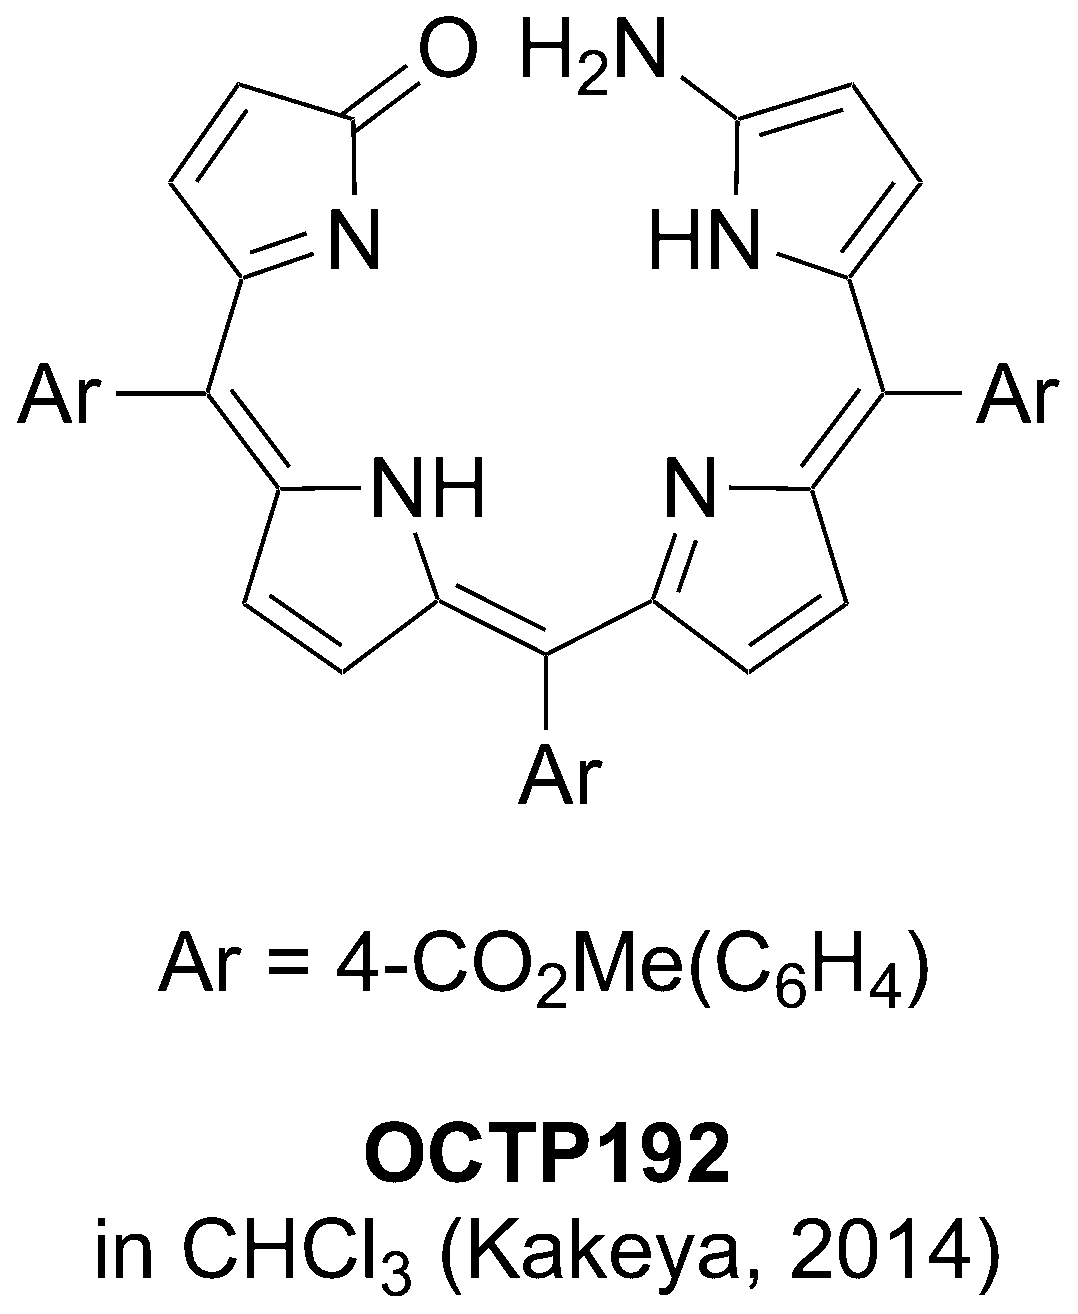 O H₂N
N HN
Ar Ar
NH N
Ar
Ar = 4-CO₂Me(C₆H₄)
OCTP192
in CHCl₃ (Kakeya, 2014)